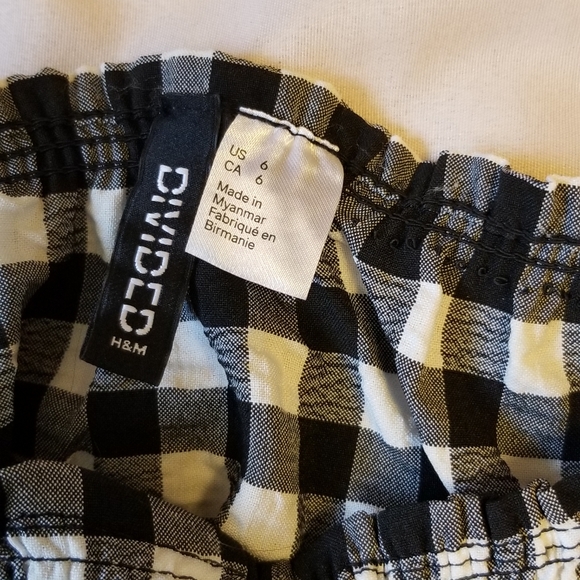 DIVIDED
H&M
US 6
CA 6
Made in
Myanmar
Fabriqué en
Birmanie